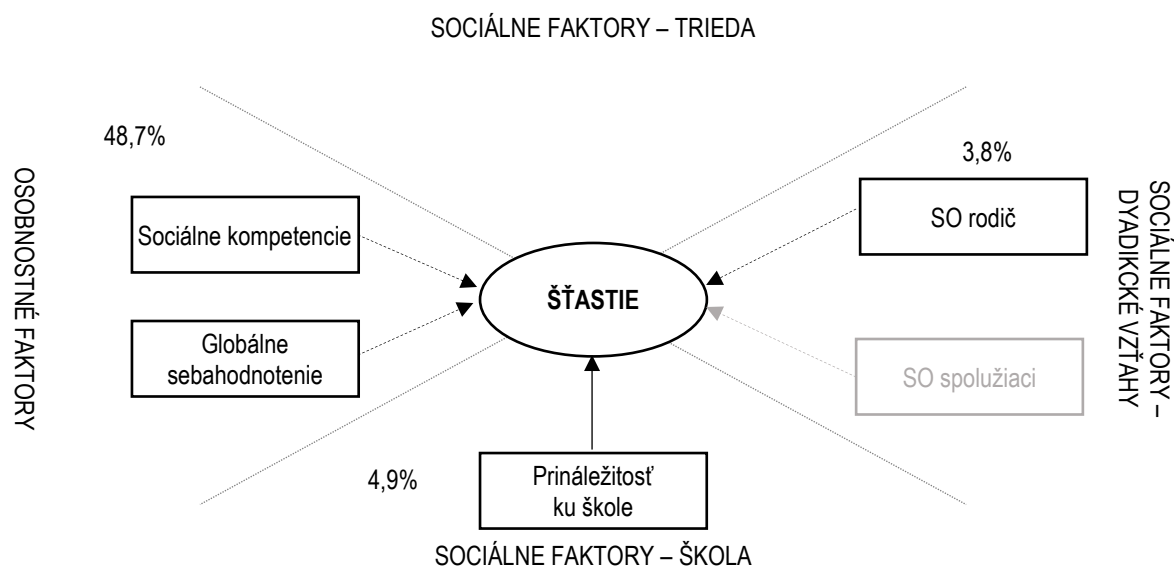 SOCIÁLNE FAKTORY – TRIEDA
48,7%
3,8%
OSOBNOSTNÉ FAKTORY
Sociálne kompetencie
Globálne
sebahodnotenie
ŠŤASTIE
SO rodič
SO spolužiaci
SOCIÁLNE FAKTORY –
DYADIKCKÉ VZŤAHY
4,9%
Prináležitosť
ku škole
SOCIÁLNE FAKTORY – ŠKOLA